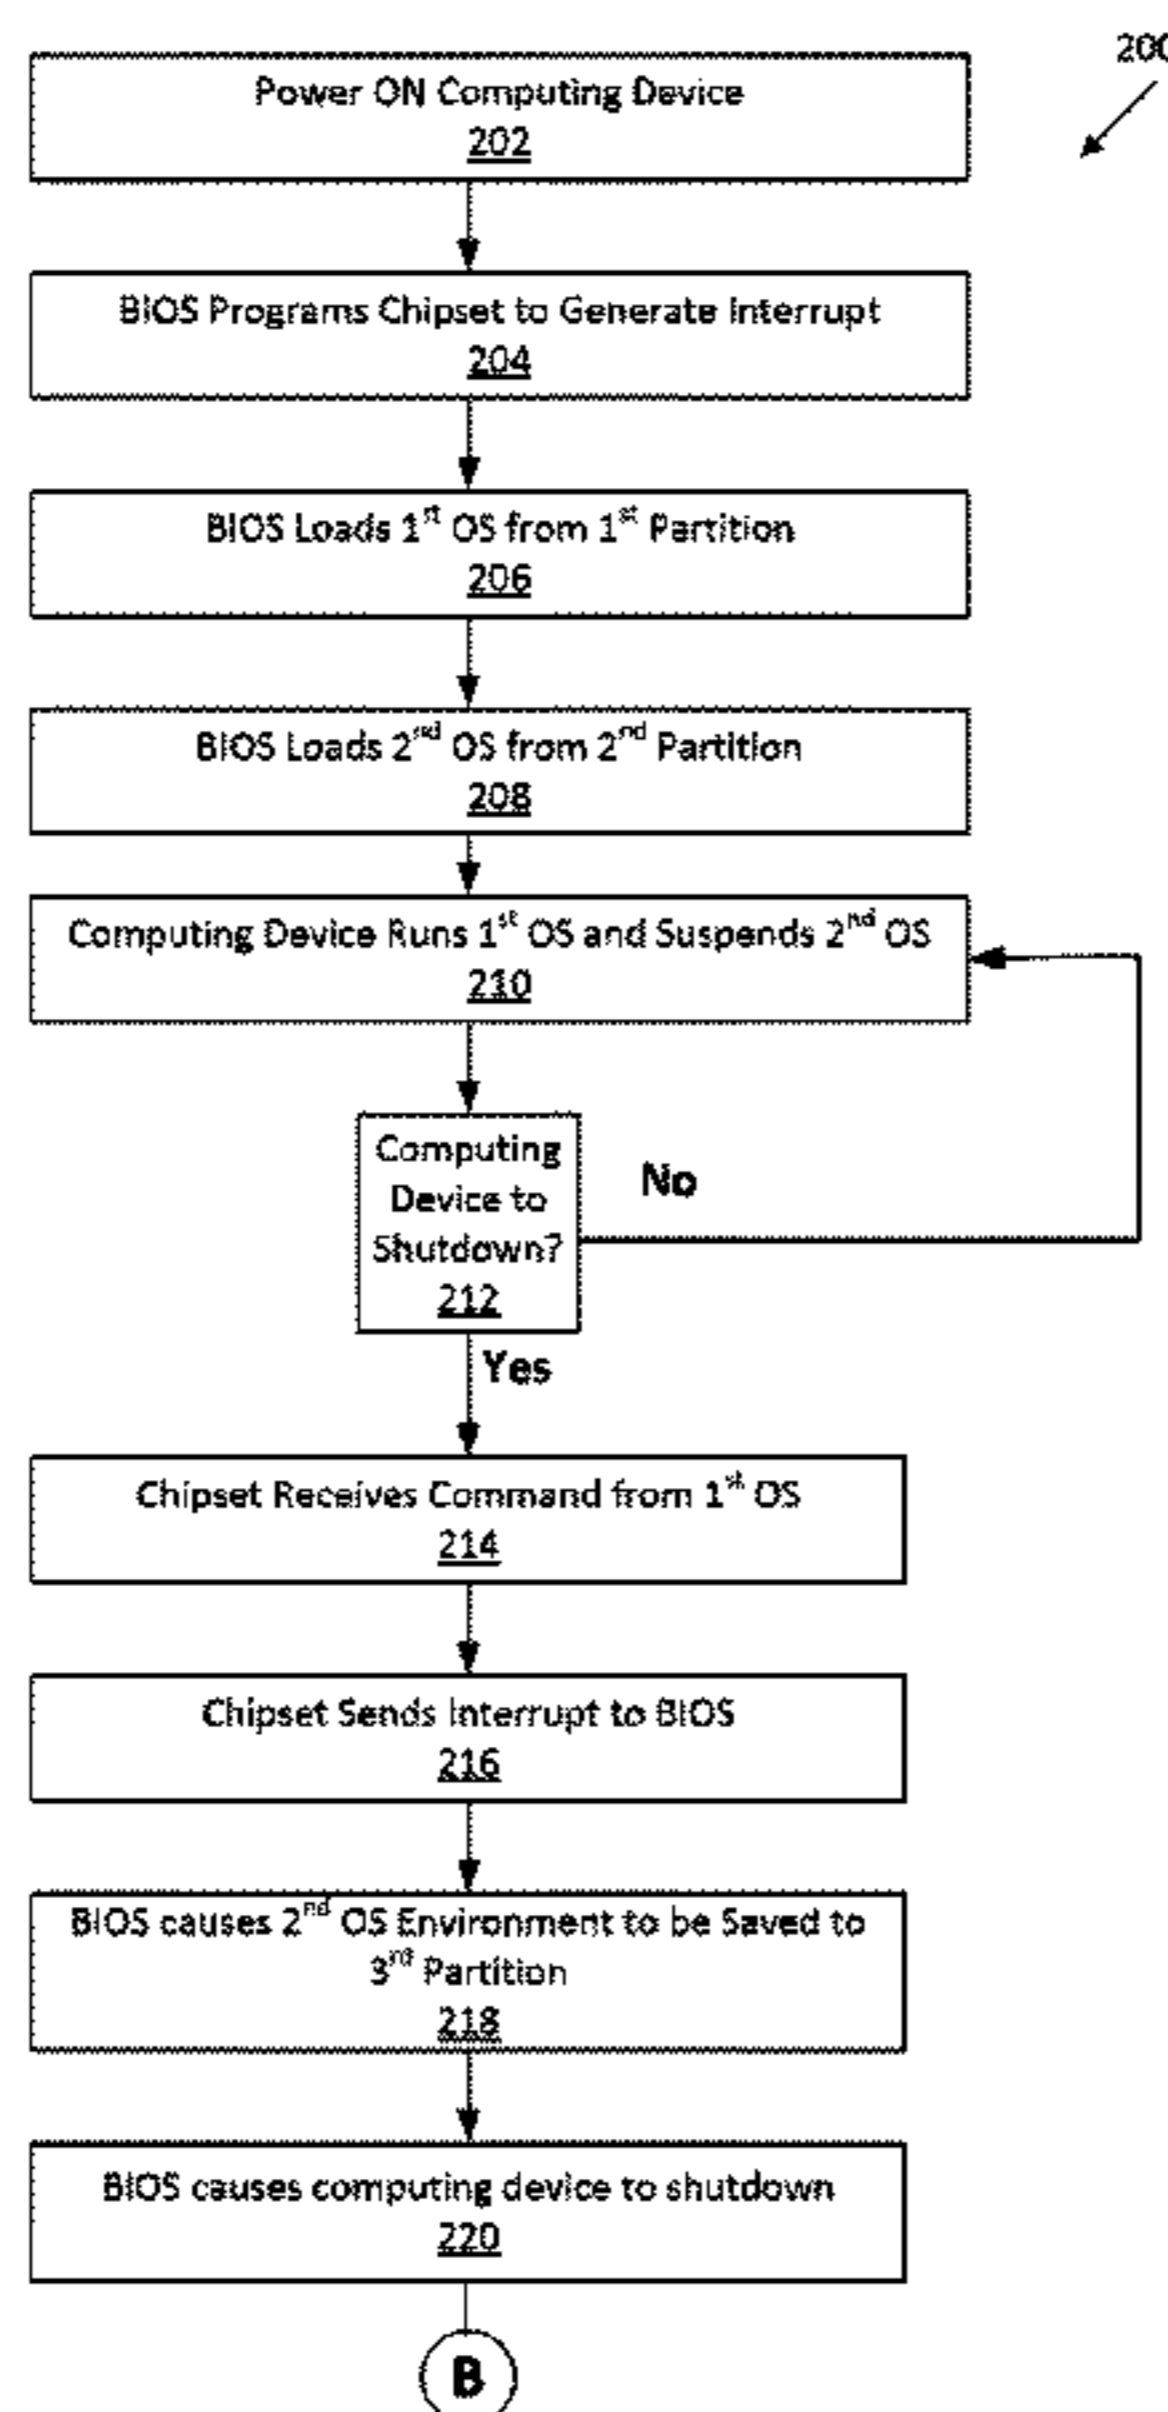 200
Power ON Computing Device
202
BIOS Programs Chipset to Generate Interrupt
204
BIOS Loads 1st OS from 1st Partition
206
BIOS Loads 2nd OS from 2nd Partition
208
Computing Device Runs 1st OS and Suspends 2nd OS
210
Computing
Device to
Shutdown?
212
No
Yes
Chipset Receives Command from 1st OS
214
Chipset Sends Interrupt to BIOS
216
BIOS causes 2nd OS Environment to be Saved to
3rd Partition
218
BIOS causes computing device to shutdown
220
B